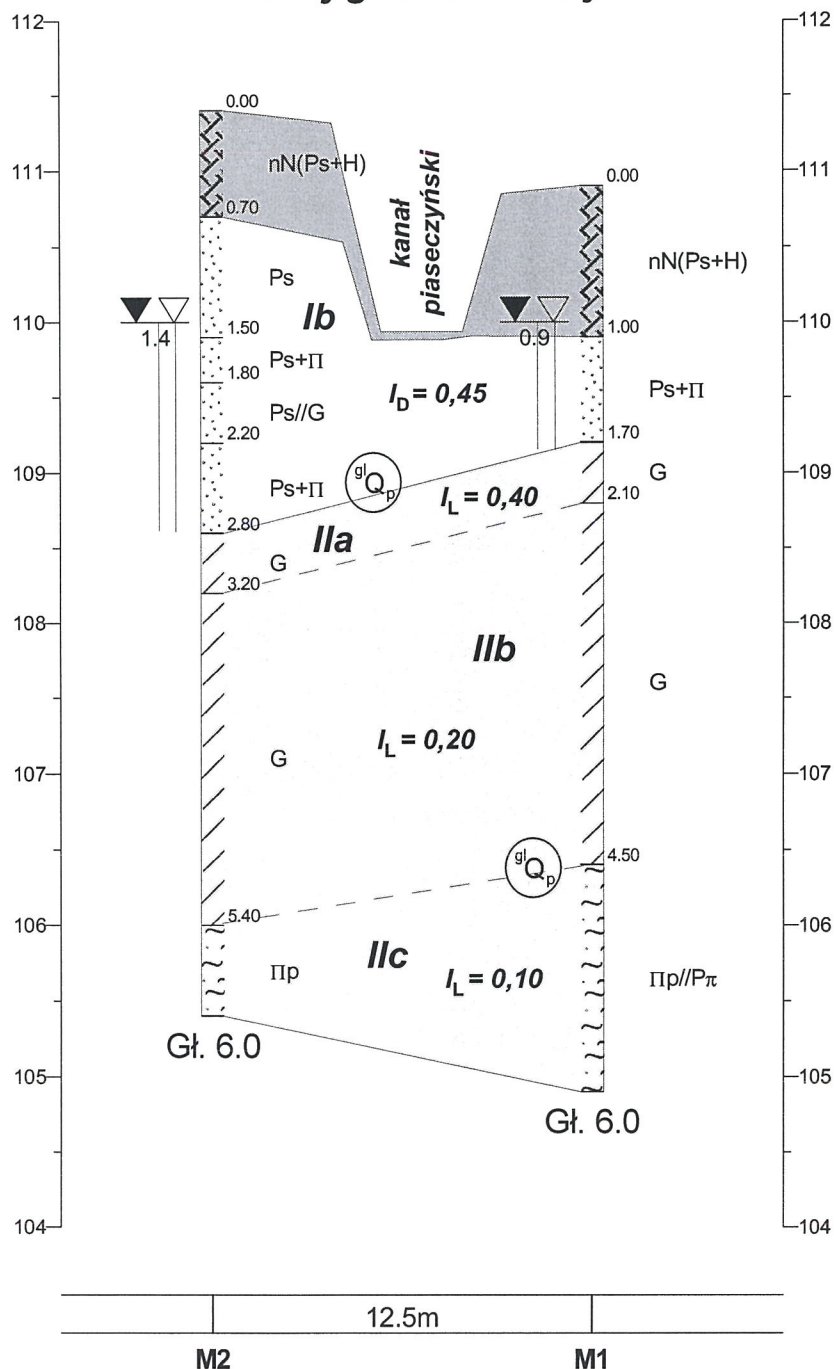 112
112
0.00
111
nN(Ps+H)
kanał
piaseczyński
0.00
111
0.70
nN(Ps+H)
Ps
Ib
110
1.4
1.50
0.9
1.00
110
Ps+Π
1.80
I_D = 0,45
Ps+Π
Ps//G
2.20
1.70
109
gl Q p
Ps+Π
I_L = 0,40
G
109
2.80
2.10
IIa
G
3.20
108
108
IIb
G
I_L = 0,20
G
107
107
gl Q p
4.50
106
5.40
106
IIc
Πp
I_L = 0,10
Πp//Pπ
Gł. 6.0
105
105
Gł. 6.0
104
104
12.5m
M2
M1